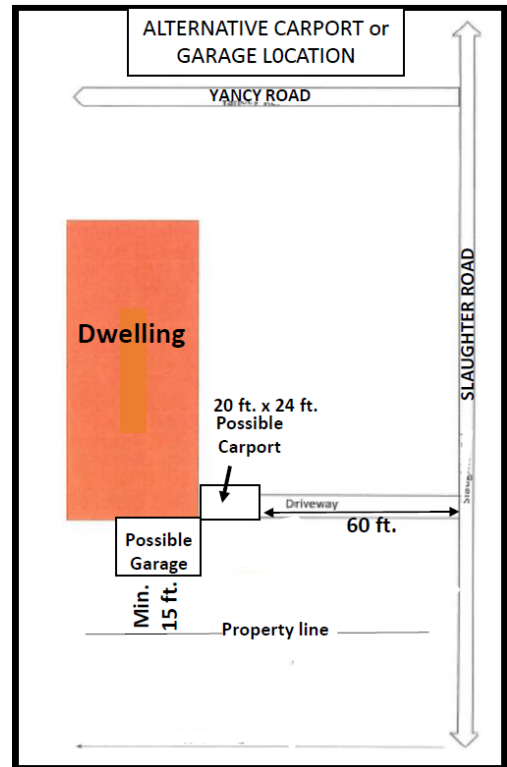 ALTERNATIVE CARPORT or
GARAGE L0CATION
YANCY ROAD
SLAUGHTER ROAD
Dwelling
20 ft. x 24 ft.
Possible
Carport
Driveway
60 ft.
Possible
Garage
Min.
15 ft.
Property line